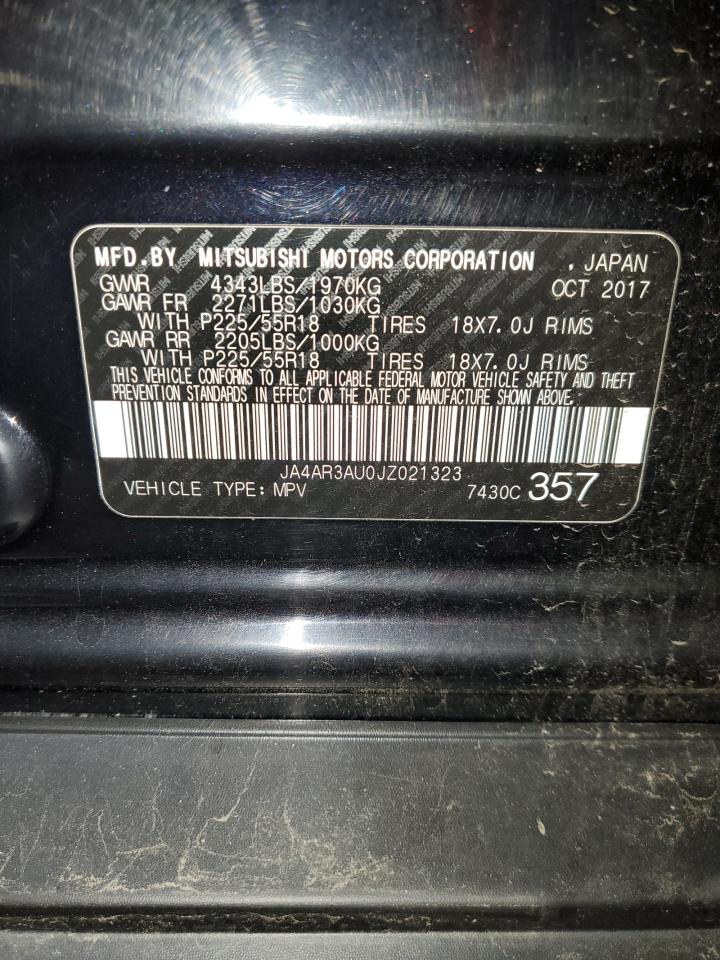 MFD.BY MITSUBISHI MOTORS CORPORATION . JAPAN
GVWR 4343LBS/1970KG OCT 2017
GAWR FR 2271LBS/1030KG
WITH P225/55R18 TIRES 18X7.0J RIMS
GAWR RR 2205LBS/1000KG
WITH P225/55R18 TIRES 18X7.0J RIMS
THIS VEHICLE CONFORMS TO ALL APPLICABLE FEDERAL MOTOR VEHICLE SAFETY AND THEFT
PREVENTION STANDARDS IN EFFECT ON THE DATE OF MANUFACTURE SHOWN ABOVE.
JA4AR3AU0JZ021323
VEHICLE TYPE: MPV 7430C 357